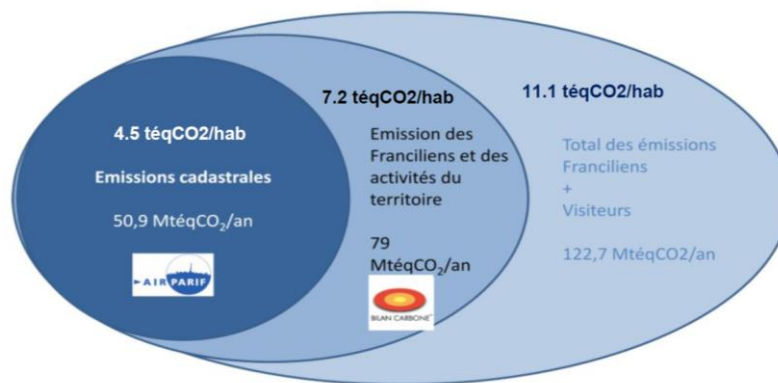 4.5 téqCO2/hab
Emissions cadastrales
50,9 MtéqCO₂/an
AIRPARIF
7.2 téqCO2/hab
Emission des
Franciliens et des
activités du
territoire
79
MtéqCO₂/an
BILAN CARBONE™
11.1 téqCO2/hab
Total des émissions
Franciliens
+
Visiteurs
122,7 MtéqCO2/an